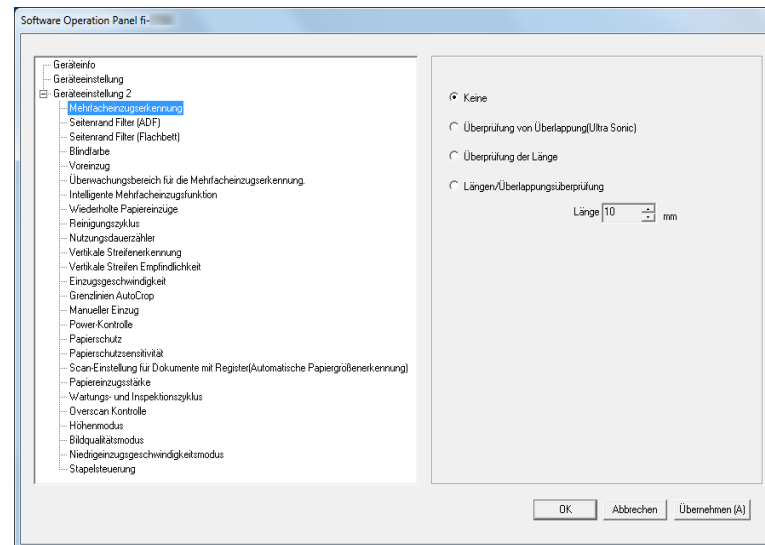 Software Operation Panel fi-
Geräteinfo
Geräteeinstellung
Geräteeinstellung 2
Mehrfacheinzugserkennung
Seitenrand Filter (ADF)
Seitenrand Filter (Flachbett)
Blindfarbe
Voreinzug
Überwachungsbereich für die Mehrfacheinzugserkennung.
Intelligente Mehrfacheinzugsfunktion
Wiederholte Papiereinzüge
Reinigungszyklus
Nutzungsdauerzähler
Vertikale Streifenerkennung
Vertikale Streifen Empfindlichkeit
Einzugsgeschwindigkeit
Grenzlinien AutoCrop
Manueller Einzug
Power-Kontrolle
Papierschutz
Papierschutzsensitivität
Scan-Einstellung für Dokumente mit Register(Automatische Papiergrößenerkennung)
Papiereinzugsstärke
Wartungs- und Inspektionszyklus
Overscan Kontrolle
Höhenmodus
Bildqualitätsmodus
Niedrigeinzugsgeschwindigkeitsmodus
Stapelsteuerung
Keine
Überprüfung von Überlappung(Ultra Sonic)
Überprüfung der Länge
Längen/Überlappungsüberprüfung
Länge 10 mm
OK Abbrechen Übernehmen (A)